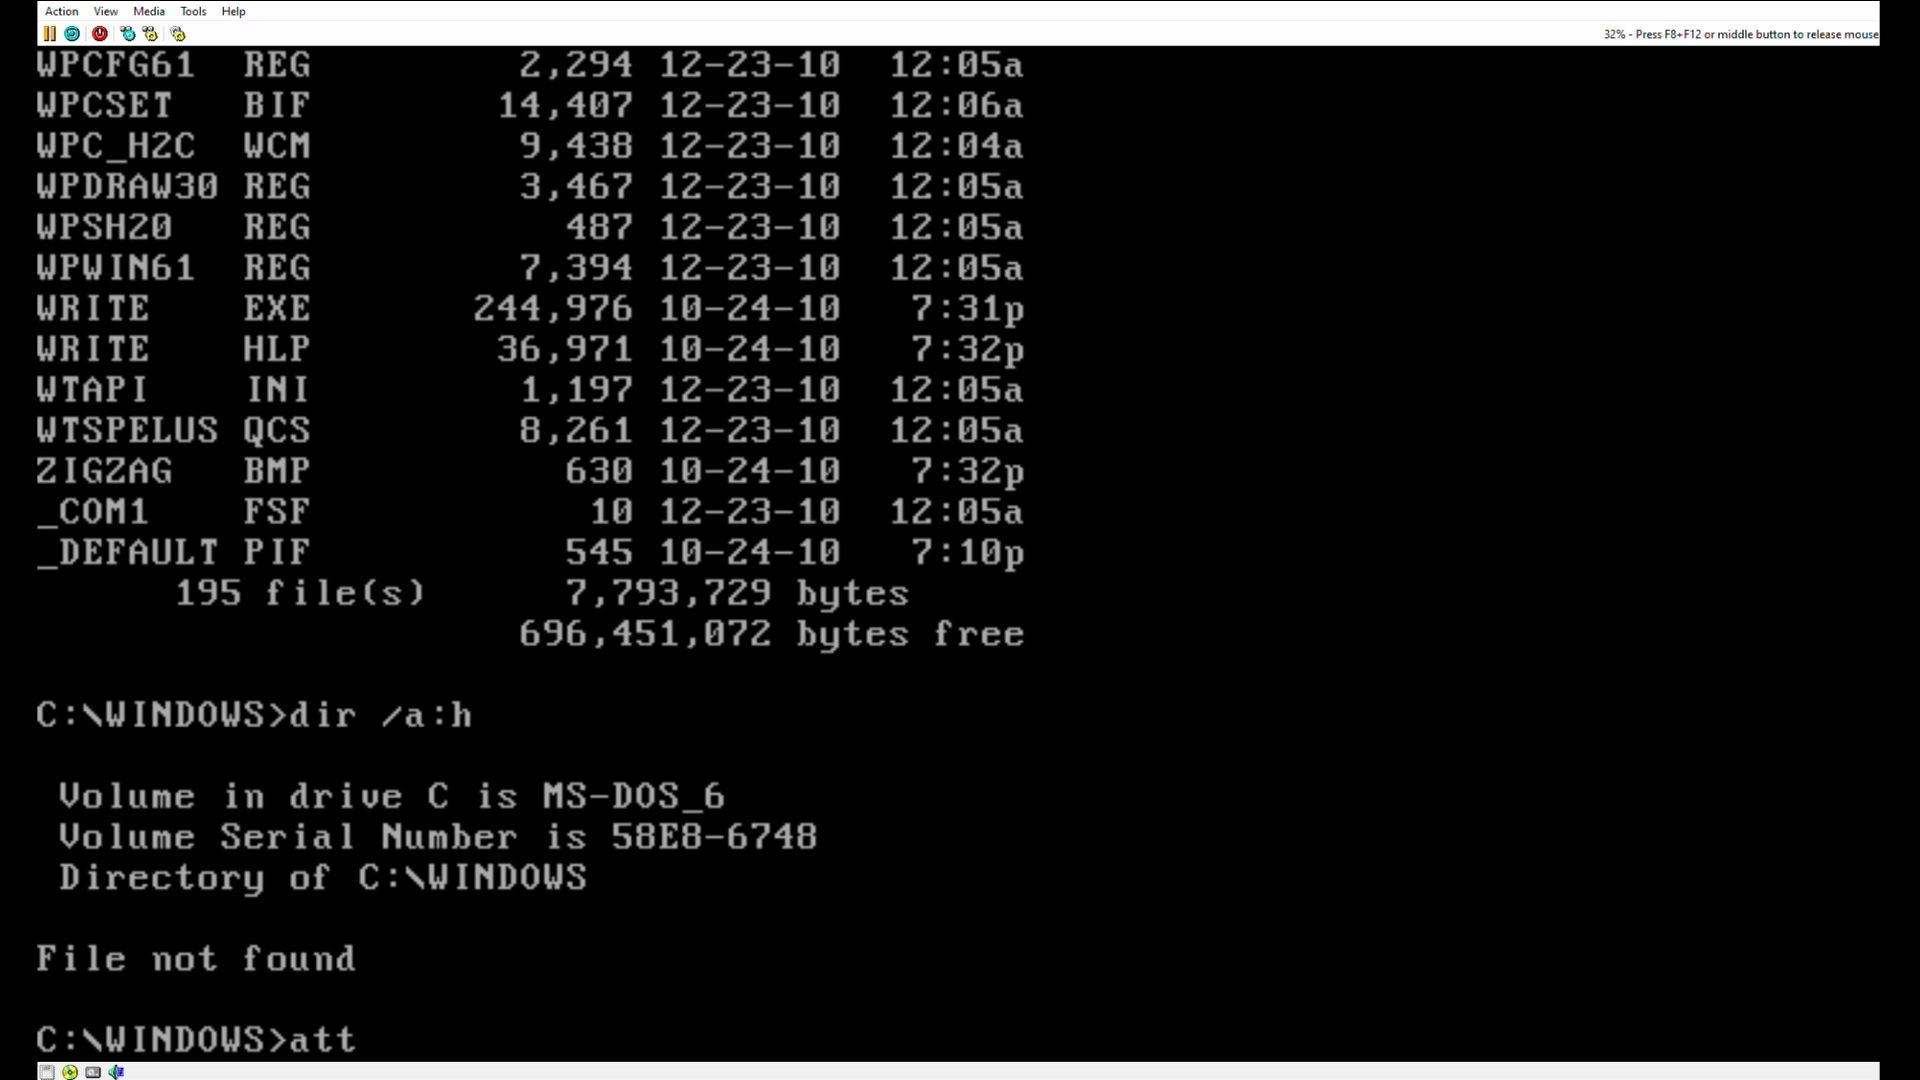 Action View Media Tools Help
32% - Press F8+F12 or middle button to release mouse
WPCFG61 REG 2,294 12-23-10 12:05a
WPCSET BIF 14,407 12-23-10 12:06a
WPC_H2C WCM 9,438 12-23-10 12:04a
WPDRAW30 REG 3,467 12-23-10 12:05a
WPSH20 REG 487 12-23-10 12:05a
WPWIN61 REG 7,394 12-23-10 12:05a
WRITE EXE 244,976 10-24-10 7:31p
WRITE HLP 36,971 10-24-10 7:32p
WTAPI INI 1,197 12-23-10 12:05a
WTSPELUS QCS 8,261 12-23-10 12:05a
ZIGZAG BMP 630 10-24-10 7:32p
_COM1 FSF 10 12-23-10 12:05a
_DEFAULT PIF 545 10-24-10 7:10p
195 file(s) 7,793,729 bytes
696,451,072 bytes free
C:\WINDOWS>dir /a:h
Volume in drive C is MS-DOS_6
Volume Serial Number is 58E8-6748
Directory of C:\WINDOWS
File not found
C:\WINDOWS>att